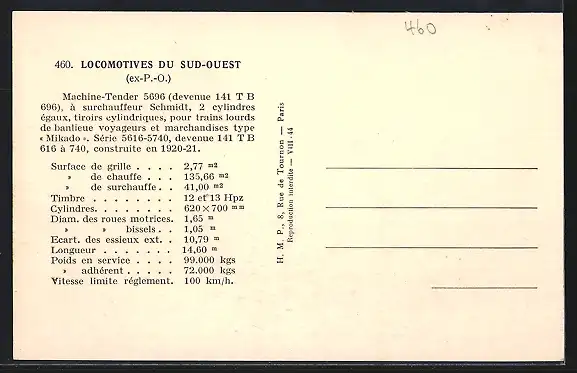 460
460. LOCOMOTIVES DU SUD-OUEST
(ex-P.-O.)
Machine-Tender 5696 (devenue 141 T B
696), à surchauffeur Schmidt, 2 cylindres
égaux, tiroirs cylindriques, pour trains lourds
de banlieue voyageurs et marchandises type
« Mikado ». Série 5616-5740, devenue 141 T B
616 à 740, construite en 1920-21.
Surface de grille . . . . 2,77 m2
» de chauffe . . . 135,66 m2
» de surchauffe . . 41,00 m2
Timbre . . . . . . . . 12 et 13 Hpz
Cylindres. . . . . . . . 620×700 mm
Diam. des roues motrices. 1,65 m
» » bissels . . 1,05 m
Ecart. des essieux ext. . 10,79 m
Longueur . . . . . . . 14,60 m
Poids en service . . . . 99.000 kgs
» adhérent . . . . . 72.000 kgs
Vitesse limite réglement. 100 km/h.
H. M. P., 8, Rue de Tournon — Paris
Reproduction interdite — VIII 44